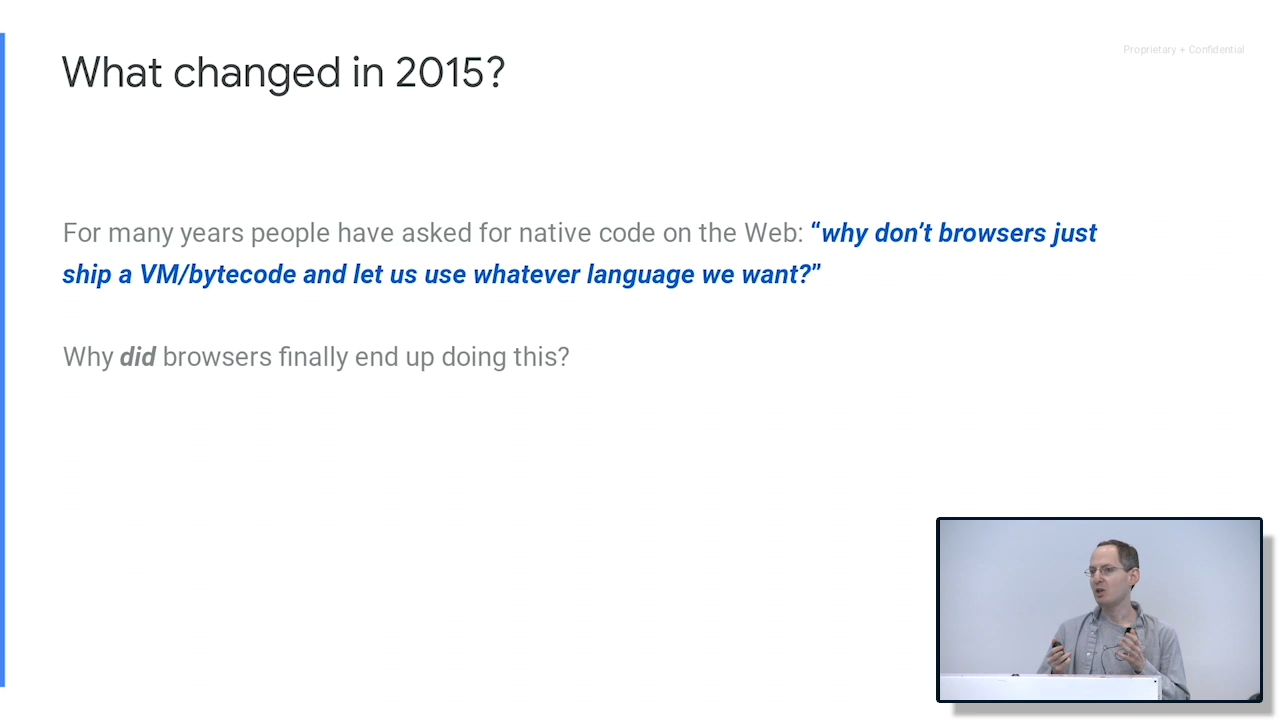 Proprietary + Confidential
What changed in 2015?
For many years people have asked for native code on the Web: “why don’t browsers just
ship a VM/bytecode and let us use whatever language we want?”
Why did browsers finally end up doing this?